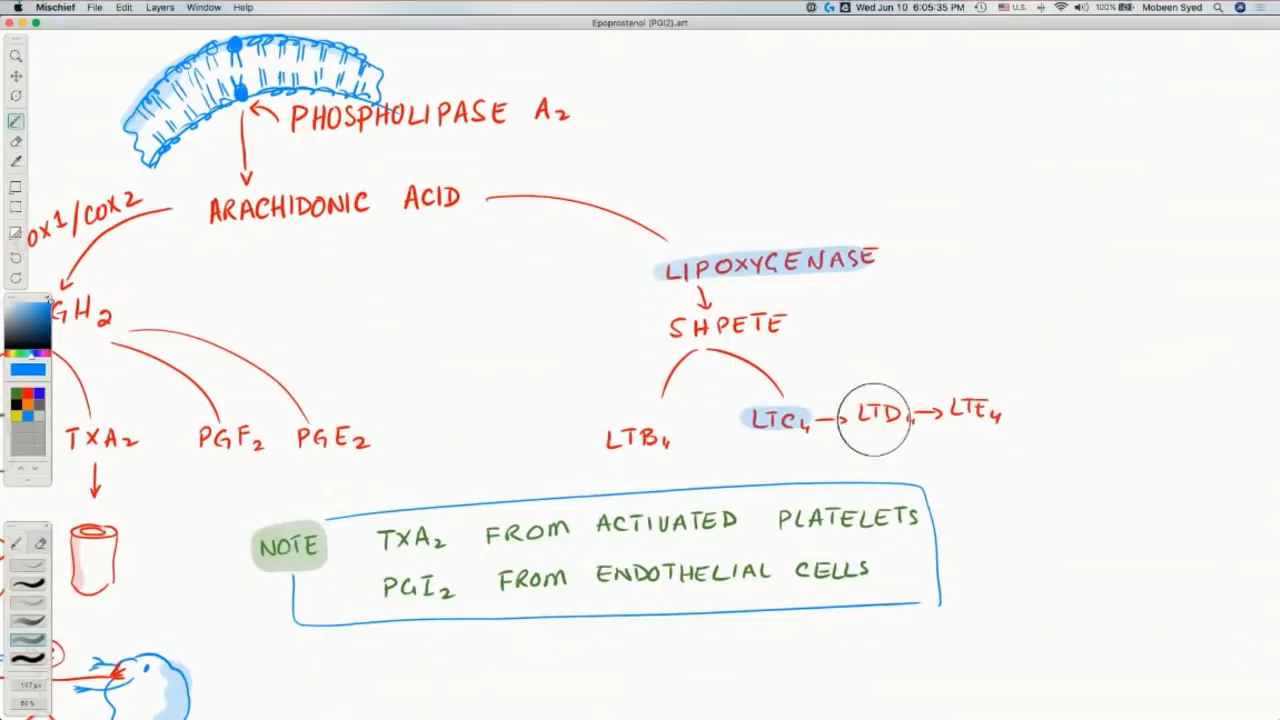 Mischief File Edit Layers Window Help 100% Wed Jun 10 6:05:35 PM U.S. Mobeen Syed
Epoprostenol (PGI2).art
PHOSPHOLIPASE A2
ARACHIDONIC ACID
OX1/COX2
LIPOXYGENASE
GH2
5HPETE
TXA2 PGF2 PGE2
LTB4
LTC4 → LTD4 → LTE4
NOTE
TXA2 FROM ACTIVATED PLATELETS
PGI2 FROM ENDOTHELIAL CELLS